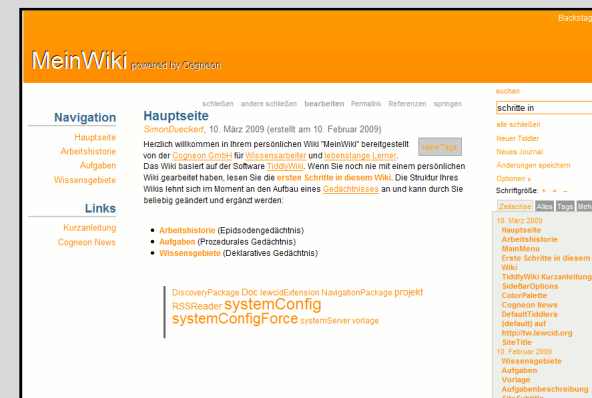 Backstag
MeinWiki powered by Cogneon
Navigation
Hauptseite
Arbeitshistorie
Aufgaben
Wissensgebiete
Links
Kurzanleitung
Cogneon News
schließen andere schließen bearbeiten Permalink Referenzen springen
Hauptseite
SimonDueckert, 10. März 2009 (erstellt am 10. Februar 2009)
keine Tags
Herzlich willkommen in Ihrem persönlichen Wiki "MeinWiki" bereitgestellt
von der Cogneon GmbH für Wissensarbeiter und lebenslange Lerner.
Das Wiki basiert auf der Software TiddlyWiki. Wenn Sie noch nie mit einem persönlichen
Wiki gearbeitet haben, lesen Sie die ersten Schritte in diesem Wiki. Die Struktur Ihres
Wikis lehnt sich im Moment an den Aufbau eines Gedächtnisses an und kann durch Sie
beliebig geändert und ergänzt werden:
Arbeitshistorie (Epidsodengedächtnis)
Aufgaben (Prozedurales Gedächtnis)
Wissensgebiete (Deklaratives Gedächtnis)
DiscoveryPackage Doc lewcidExtension NavigationPackage projekt
RSSReader systemConfig
systemConfigForce systemServer vorlage
suchen
schritte in
alle schließen
Neuer Tiddler
Neues Journal
Änderungen speichern
Optionen »
Schriftgröße: + = –
Zeitachse Alles Tags Meh
10. März 2009
Hauptseite
Arbeitshistorie
MainMenu
Erste Schritte in diesem
Wiki
TiddlyWiki Kurzanleitung
SideBarOptions
ColorPalette
Cogneon News
DefaultTiddlers
(default) auf
http://tw.lewcid.org
SiteTitle
10. Februar 2009
Wissensgebiete
Aufgaben
Vorlage
Aufgabenbeschreibung
SiteSubtitle